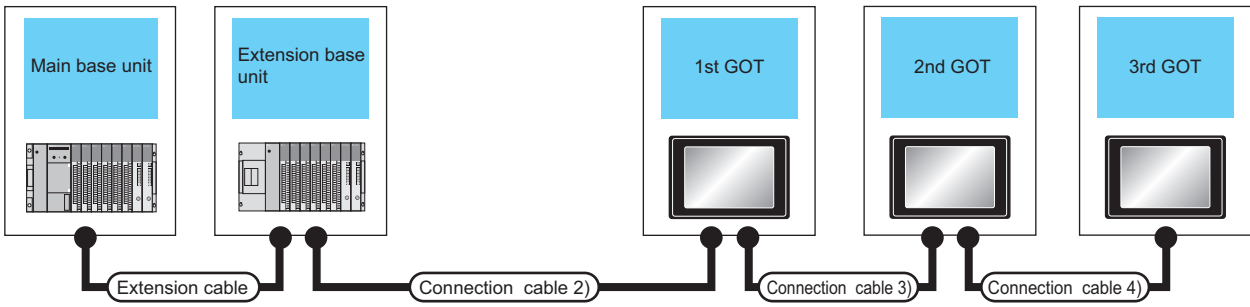 Main base unit
Extension base
unit
1st GOT
2nd GOT
3rd GOT
Extension cable
Connection cable 2)
Connection cable 3)
Connection cable 4)